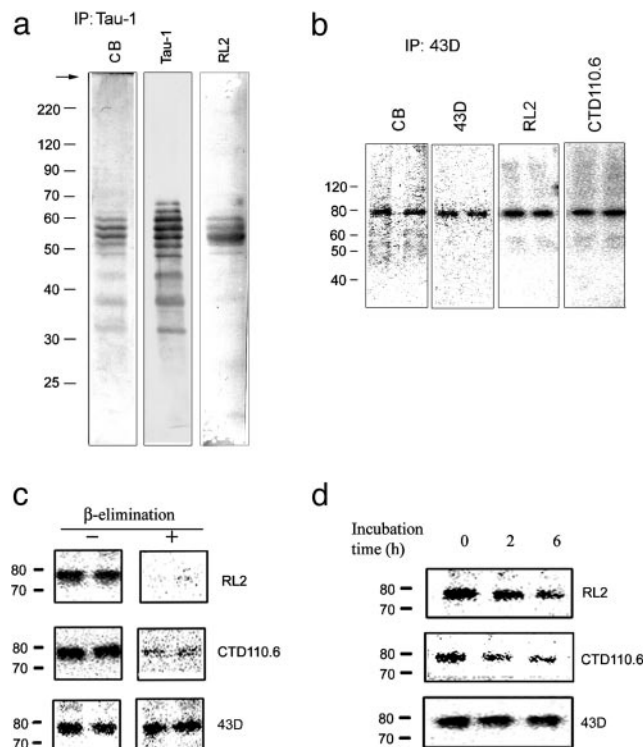 a
IP: Tau-1
CB
Tau-1
RL2
220
120
90
70
60
50
40
30
25
b
IP: 43D
CB
43D
RL2
CTD110.6
120
80
60
50
40
c
β-elimination
− +
80
70
RL2
80
70
CTD110.6
80
70
43D
d
Incubation
time (h)
0 2 6
80
70
RL2
80
70
CTD110.6
80
70
43D